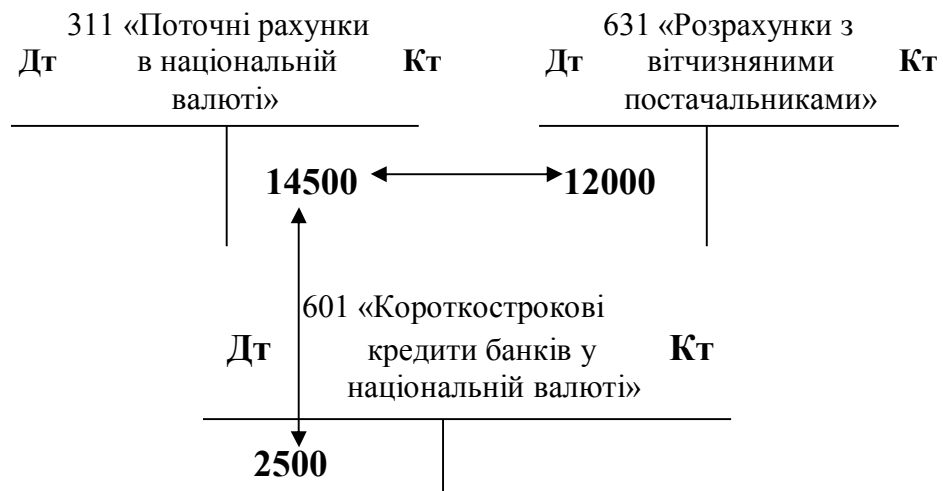 311 «Поточні рахунки
Дт в національній Кт
валюті»
631 «Розрахунки з
Дт вітчизняними Кт
постачальниками»
14500 12000
601 «Короткострокові
Дт кредити банків у Кт
національній валюті»
2500